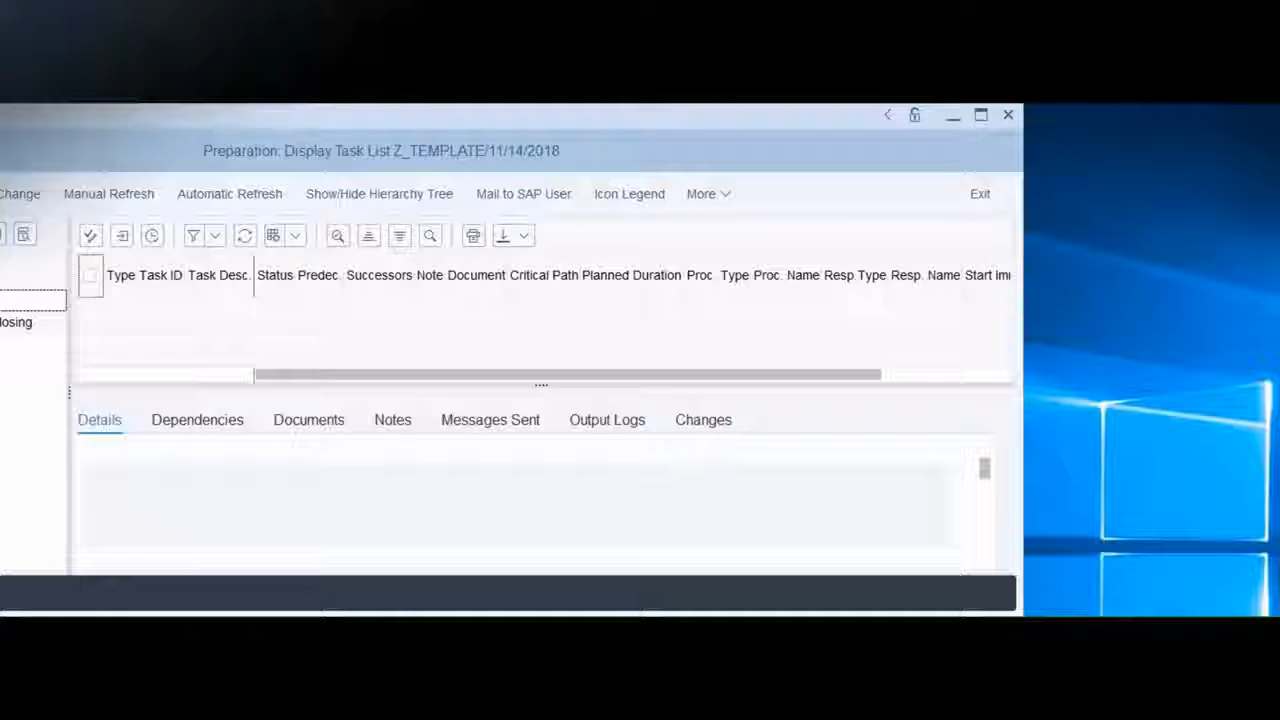 Preparation: Display Task List Z_TEMPLATE/11/14/2018
Change Manual Refresh Automatic Refresh Show/Hide Hierarchy Tree Mail to SAP User Icon Legend More Exit
Type Task ID Task Desc. Status Predec. Successors Note Document Critical Path Planned Duration Proc. Type Proc. Name Resp Type Resp. Name Start Imm
losing
Details Dependencies Documents Notes Messages Sent Output Logs Changes